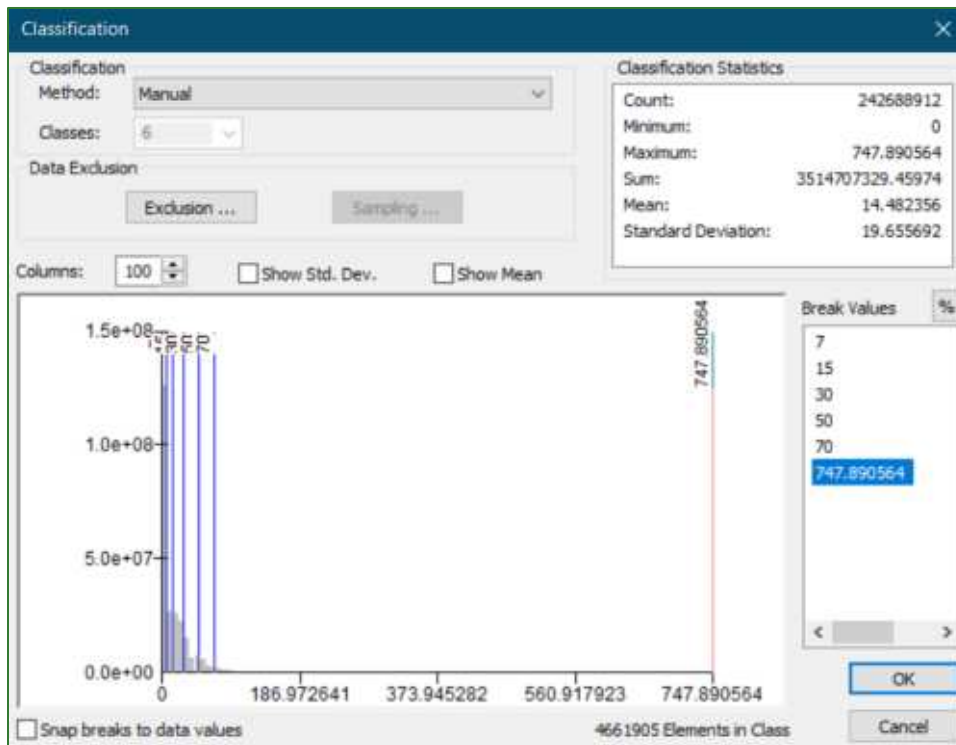 Classification
Classification
Method: Manual
Classes: 6
Data Exclusion
Exclusion ...
Sampling ...
Classification Statistics
Count: 242688912
Minimum: 0
Maximum: 747.890564
Sum: 3514707329.45974
Mean: 14.482356
Standard Deviation: 19.655692
Columns: 100 Show Std. Dev. Show Mean
Break Values %
1.5e+08
1.0e+08
5.0e+07
0.0e+00
30
50
70
747.890564
0 186.972641 373.945282 560.917923 747.890564
7
15
30
50
70
747.890564
OK
Cancel
Snap breaks to data values
4661905 Elements in Class